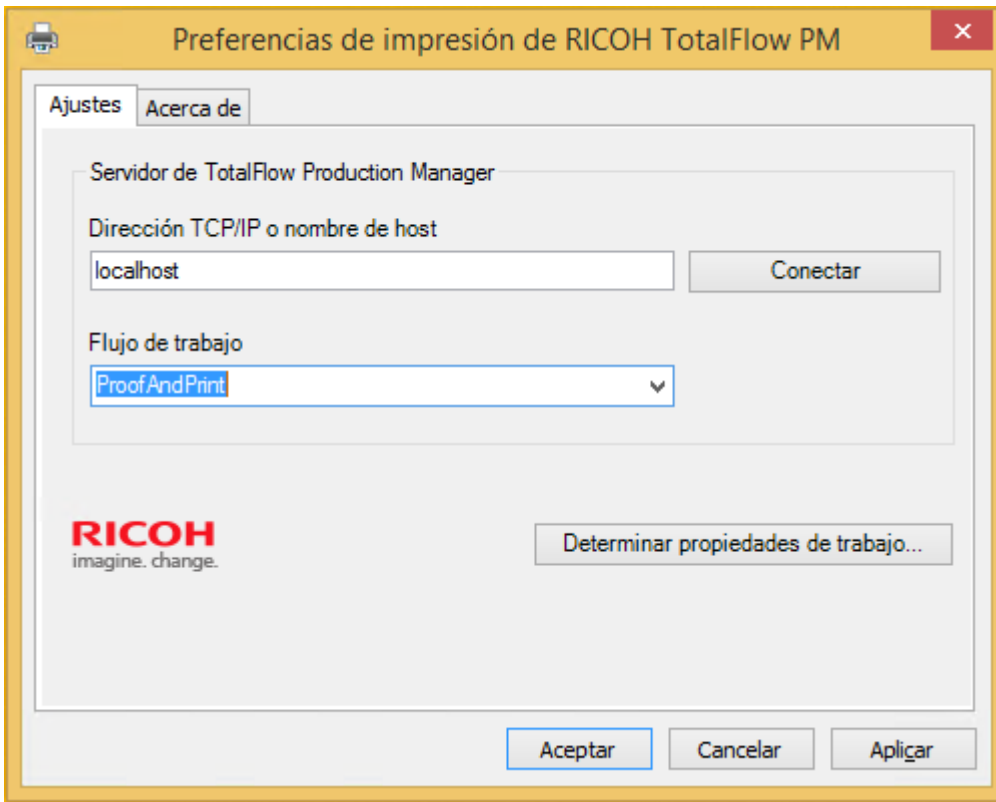 Preferencias de impresión de RICOH TotalFlow PM
Ajustes
Acerca de
Servidor de TotalFlow Production Manager
Dirección TCP/IP o nombre de host
localhost
Conectar
Flujo de trabajo
ProofAndPrint
RICOH
imagine. change.
Determinar propiedades de trabajo...
Aceptar
Cancelar
Aplicar